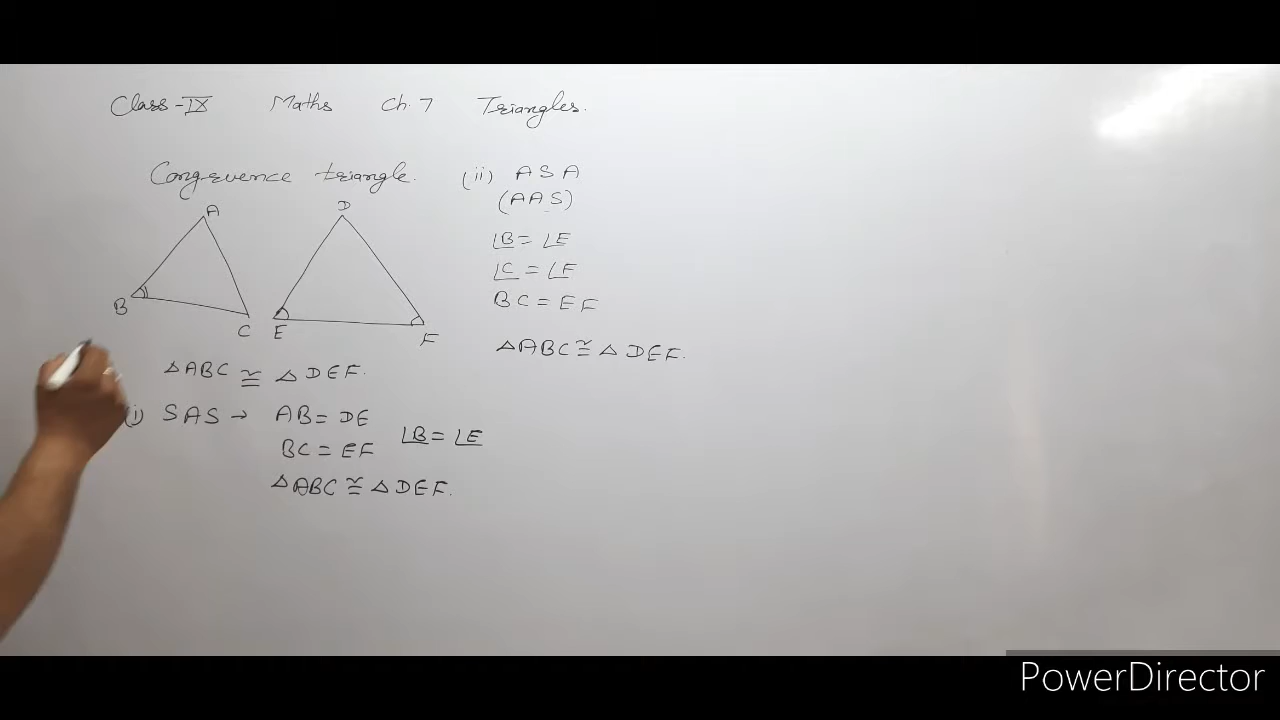 Class-IX Maths Ch.7 Triangles.
Congruence triangle.
A
B
C
D
E
F
△ABC ≅ △DEF.
(i) SAS → AB = DE
BC = EF
∠B = ∠E
△ABC ≅ △DEF.
(ii) ASA
(AAS)
∠B = ∠E
∠C = ∠F
BC = EF
△ABC ≅ △DEF.
PowerDirector